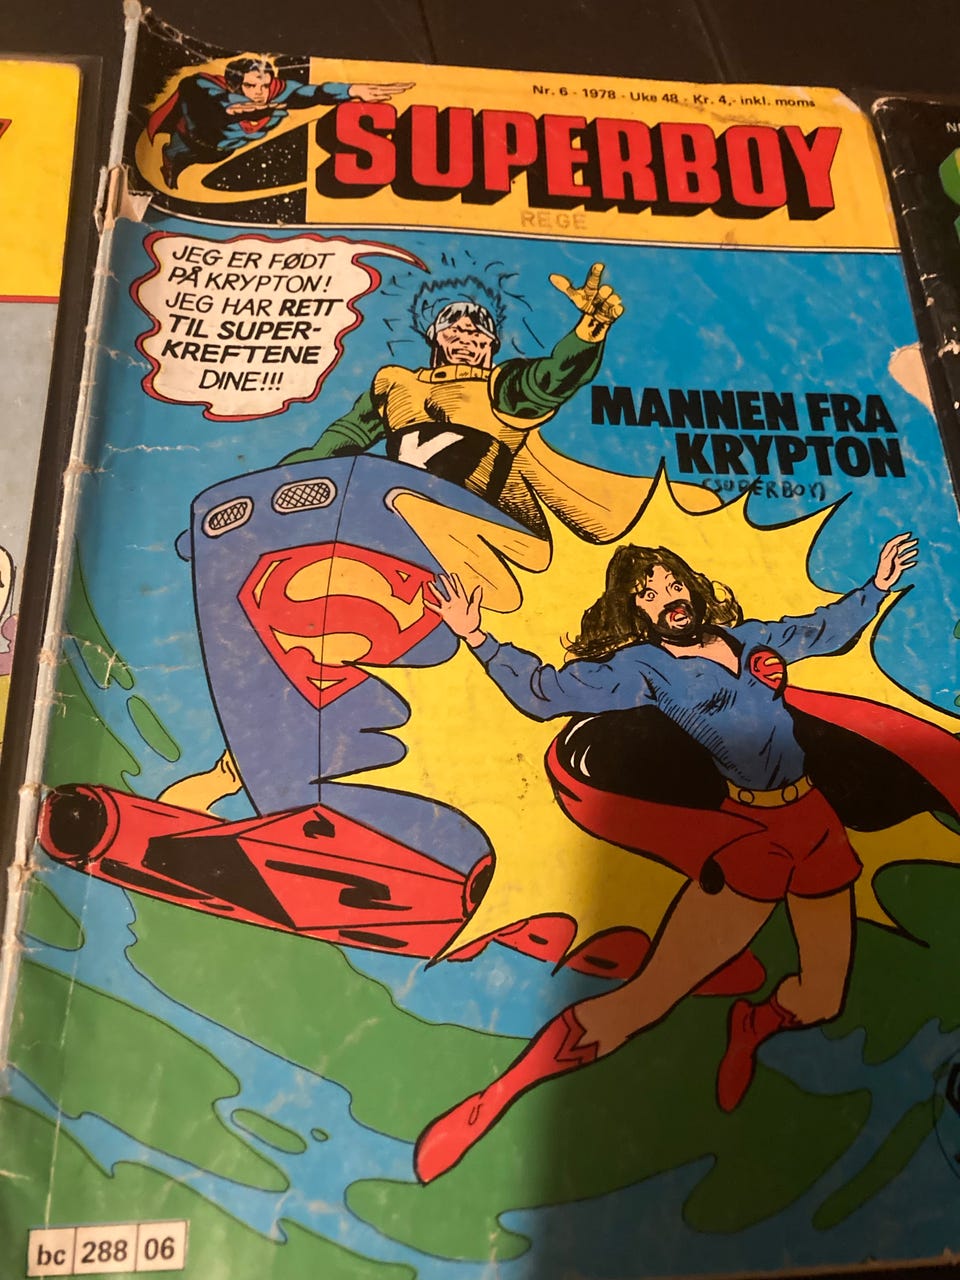 Nr. 6 - 1978 - Uke 48 - Kr. 4,- inkl. moms
SUPERBOY
REGE
JEG ER FØDT
PÅ KRYPTON!
JEG HAR RETT
TIL SUPER-
KREFTENE
DINE!!!
MANNEN FRA
KRYPTON
(SUPERBOY)
K
S
S
bc 288 06